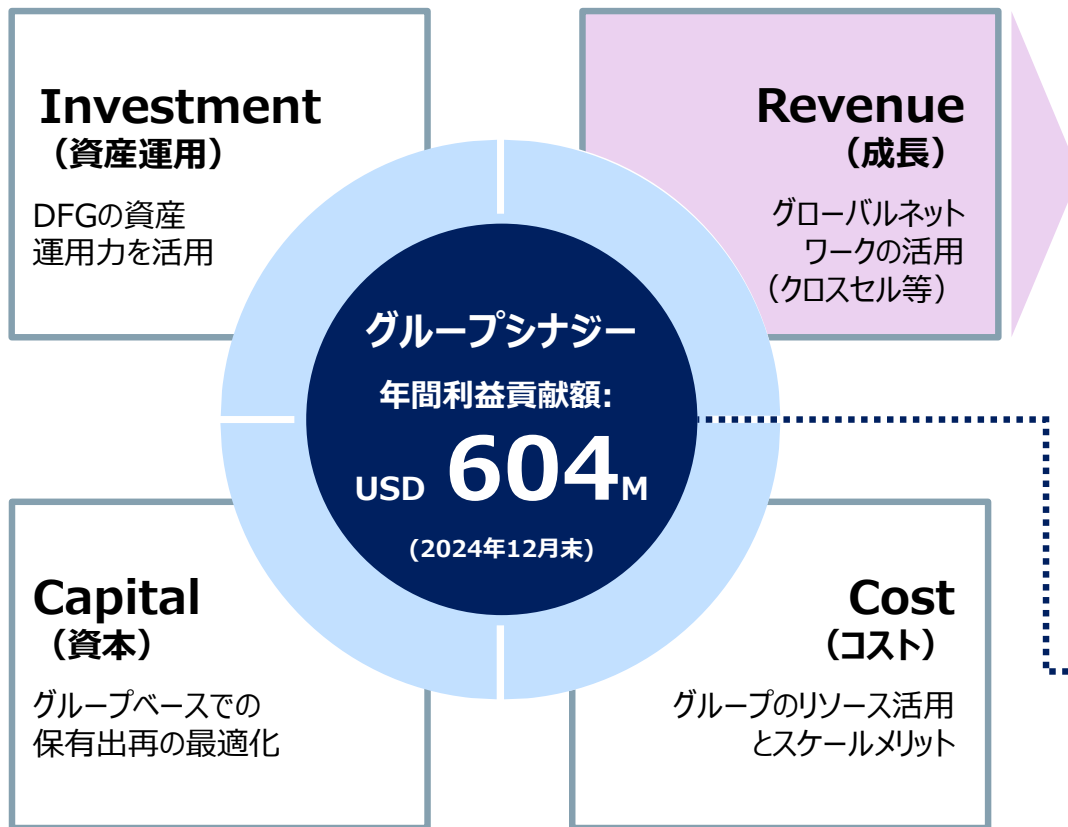 Investment
（資産運用）
DFGの資産
運用力を活用
Revenue
（成長）
グローバルネット
ワークの活用
（クロスセル等）
グループシナジー
年間利益貢献額:
USD 604M
(2024年12月末)
Capital
（資本）
グループベースでの
保有出再の最適化
Cost
（コスト）
グループのリソース活用
とスケールメリット